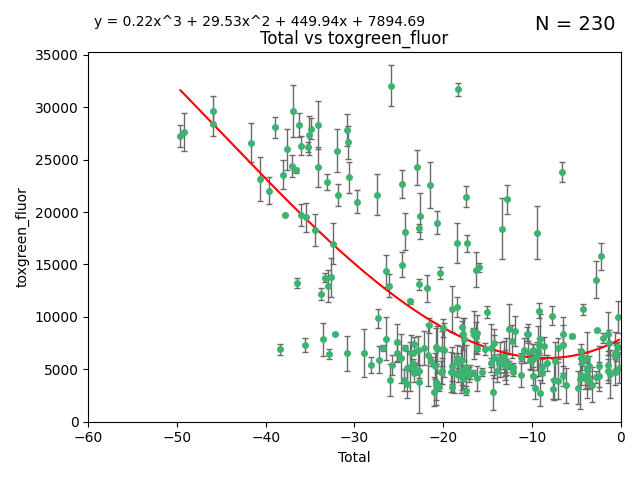 y = 0.22x^3 + 29.53x^2 + 449.94x + 7894.69
N = 230
Total vs toxgreen_fluor
35000
30000
25000
20000
15000
10000
5000
0
toxgreen_fluor
−60 −50 −40 −30 −20 −10 0
Total